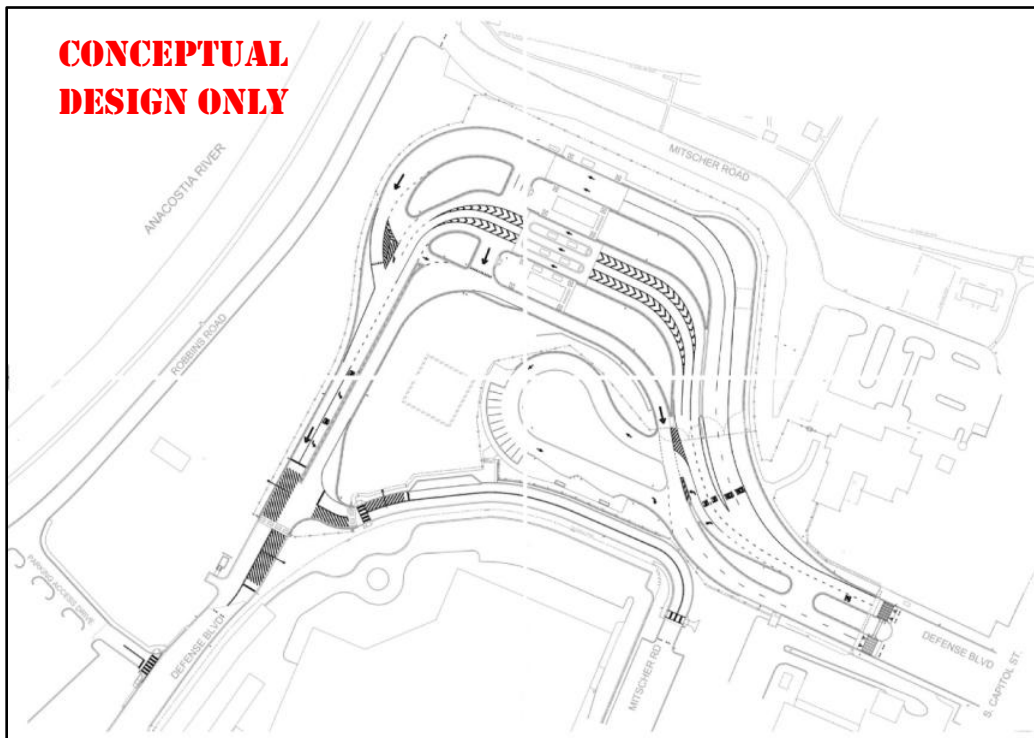 CONCEPTUAL
DESIGN ONLY
MITSCHER ROAD
ANACOSTIA RIVER
ROBBINS ROAD
PARKING ACCESS DRIVE
DEFENSE BLVD
MITSCHER RD
DEFENSE BLVD
S. CAPITOL ST.